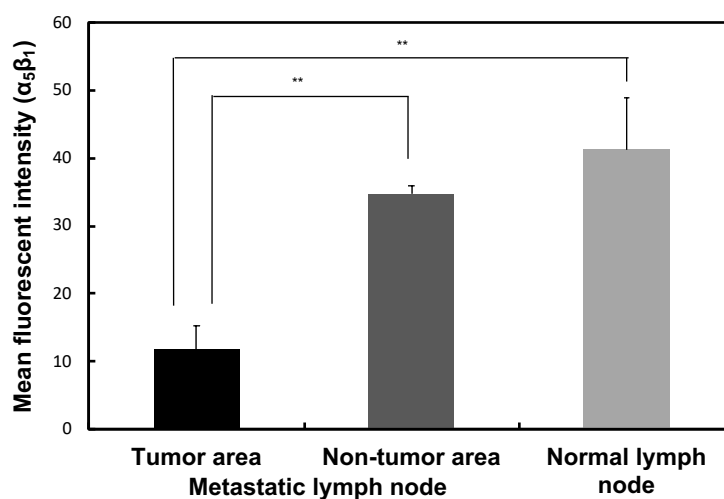 Mean fluorescent intensity (α₅β₁)
60
50
40
30
20
10
0
**
**
Tumor area
Non-tumor area
Normal lymph
node
Metastatic lymph node